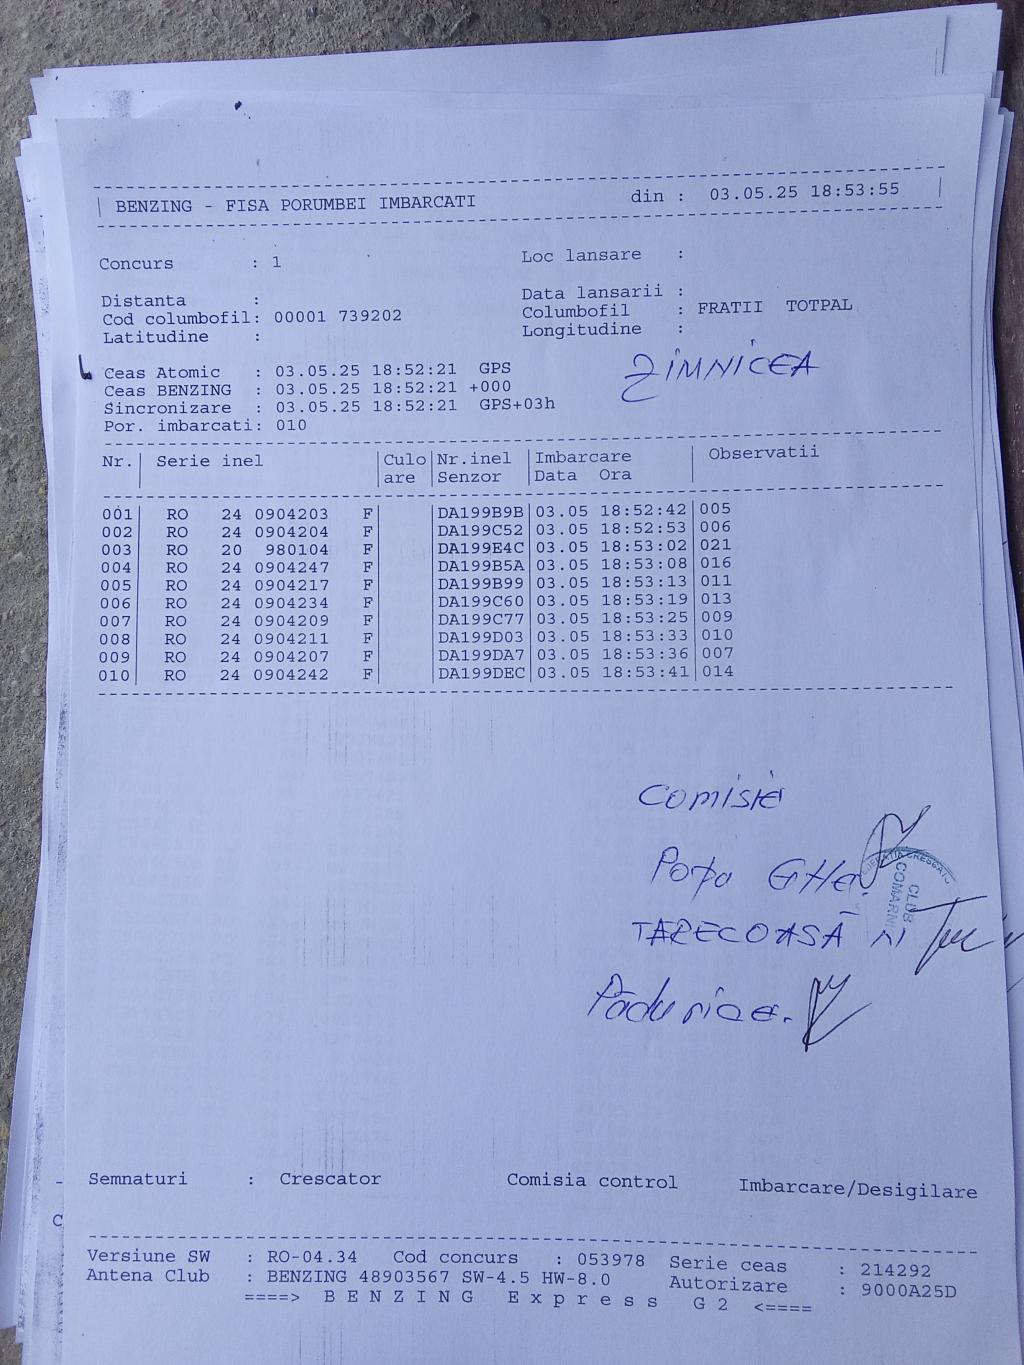 BENZING - FISA PORUMBEI IMBARCATI din : 03.05.25 18:53:55
Concurs : 1 Loc lansare :
Distanta : Data lansarii :
Cod columbofil: 00001 739202 Columbofil : FRATII TOTPAL
Latitudine : Longitudine :
ZIMNICEA
Ceas Atomic : 03.05.25 18:52:21 GPS
Ceas BENZING : 03.05.25 18:52:21 +000
Sincronizare : 03.05.25 18:52:21 GPS+03h
Por. imbarcati: 010
Nr. Serie inel Culo Nr.inel Imbarcare Observatii
are Senzor Data Ora
001 RO 24 0904203 F DA199B9B 03.05 18:52:42 005
002 RO 24 0904204 F DA199C52 03.05 18:52:53 006
003 RO 20 980104 F DA199E4C 03.05 18:53:02 021
004 RO 24 0904247 F DA199B5A 03.05 18:53:08 016
005 RO 24 0904217 F DA199B99 03.05 18:53:13 011
006 RO 24 0904234 F DA199C60 03.05 18:53:19 013
007 RO 24 0904209 F DA199C77 03.05 18:53:25 009
008 RO 24 0904211 F DA199D03 03.05 18:53:33 010
009 RO 24 0904207 F DA199DA7 03.05 18:53:36 007
010 RO 24 0904242 F DA199DEC 03.05 18:53:41 014
Comisie
Popa GHe.
CLUB
COMARNI
TARECOASĂ N
Semnaturi : Crescator Comisia control Imbarcare/Desigilare
Versiune SW : RO-04.34 Cod concurs : 053978 Serie ceas : 214292
Antena Club : BENZING 48903567 SW-4.5 HW-8.0 Autorizare : 9000A25D
====> B E N Z I N G E x p r e s s G 2 <====